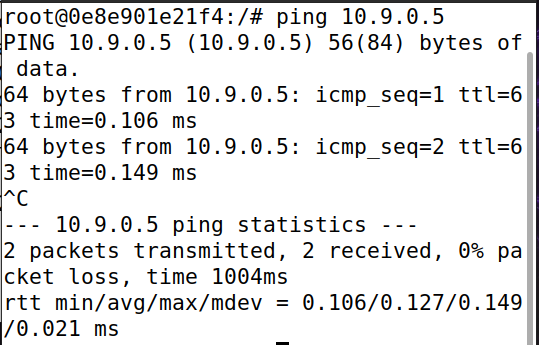 root@0e8e901e21f4:/# ping 10.9.0.5
PING 10.9.0.5 (10.9.0.5) 56(84) bytes of
 data.
64 bytes from 10.9.0.5: icmp_seq=1 ttl=6
3 time=0.106 ms
64 bytes from 10.9.0.5: icmp_seq=2 ttl=6
3 time=0.149 ms
^C
--- 10.9.0.5 ping statistics ---
2 packets transmitted, 2 received, 0% pa
cket loss, time 1004ms
rtt min/avg/max/mdev = 0.106/0.127/0.149
/0.021 ms